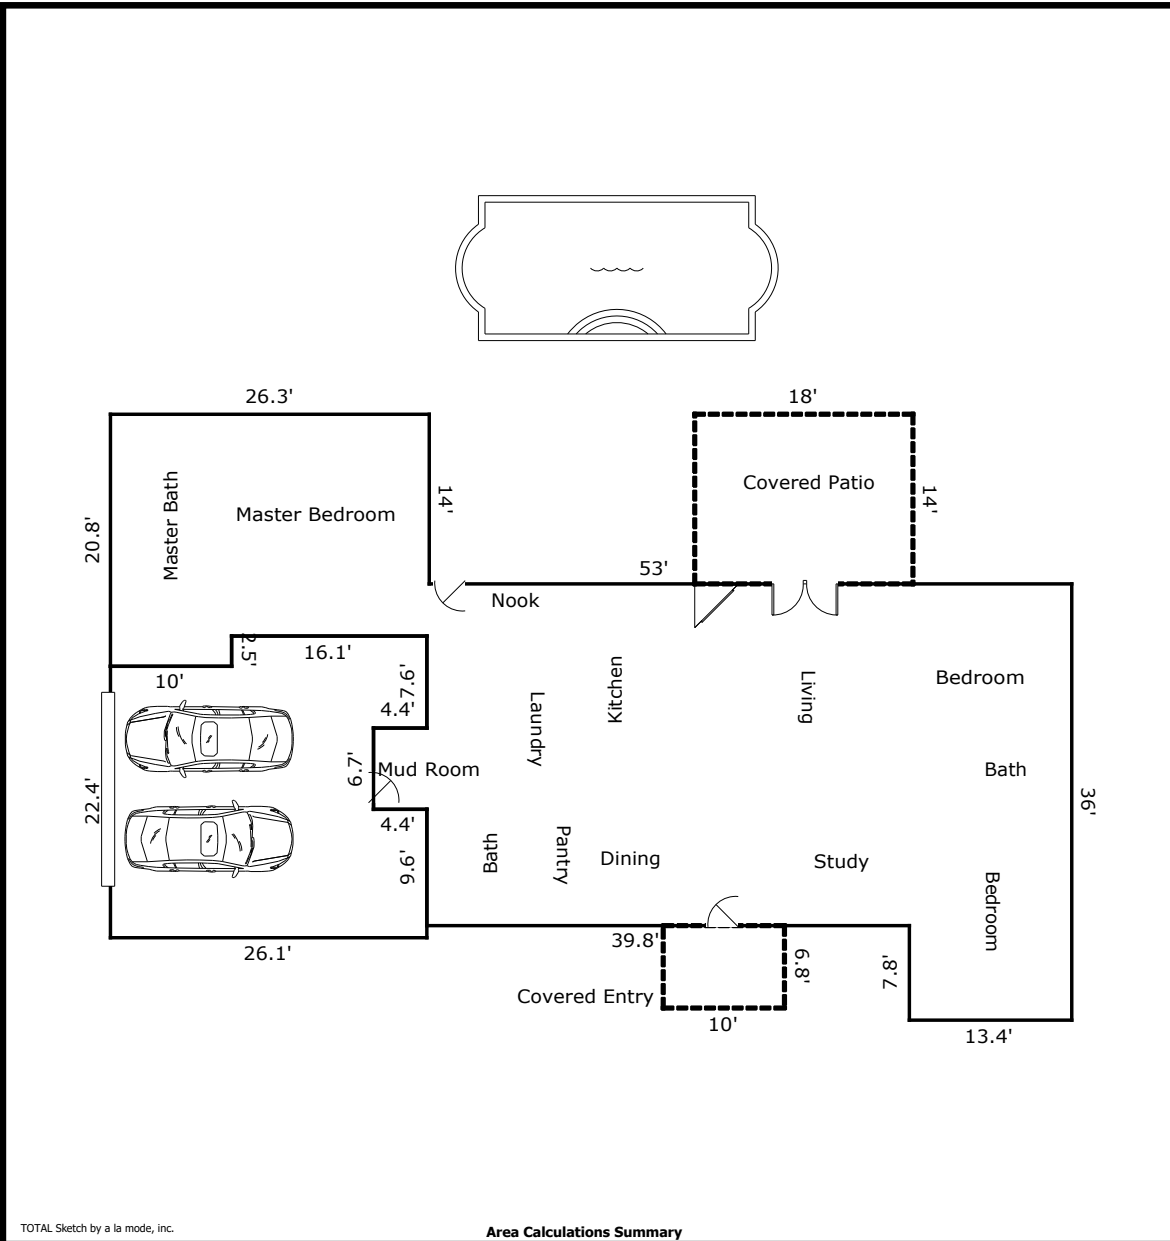 26.3'
18'
Covered Patio
14'
Master Bath
Master Bedroom
14'
20.8'
53'
Nook
2.5'
16.1'
10'
7.6'
4.4'
Laundry
Kitchen
Living
Bedroom
6.7'
Mud Room
Bath
22.4'
36'
4.4'
9.6'
Bath
Pantry
Dining
Study
Bedroom
26.1'
39.8'
6.8'
7.8'
Covered Entry
10'
13.4'
TOTAL Sketch by a la mode, inc.
Area Calculations Summary